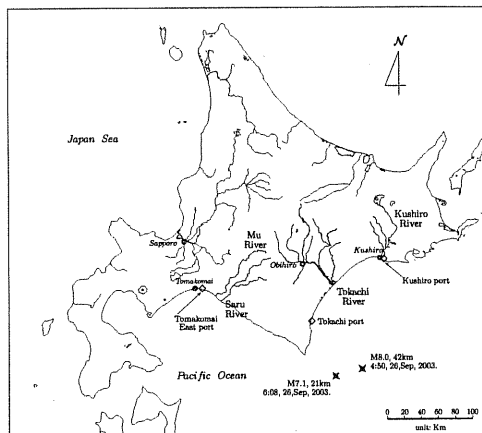 N
Japan Sea
Sapporo
Mu
River
Kushiro
River
Kushiro
Obihiro
Kushiro port
Tomakomai
Saru
River
Tomakomai
East port
Tokachi
River
Tokachi port
M8.0, 42km
4:50, 26,Sep, 2003.
Pacific Ocean
M7.1, 21km
6:08, 26,Sep, 2003.
0 20 40 60 80 100
unit: Km